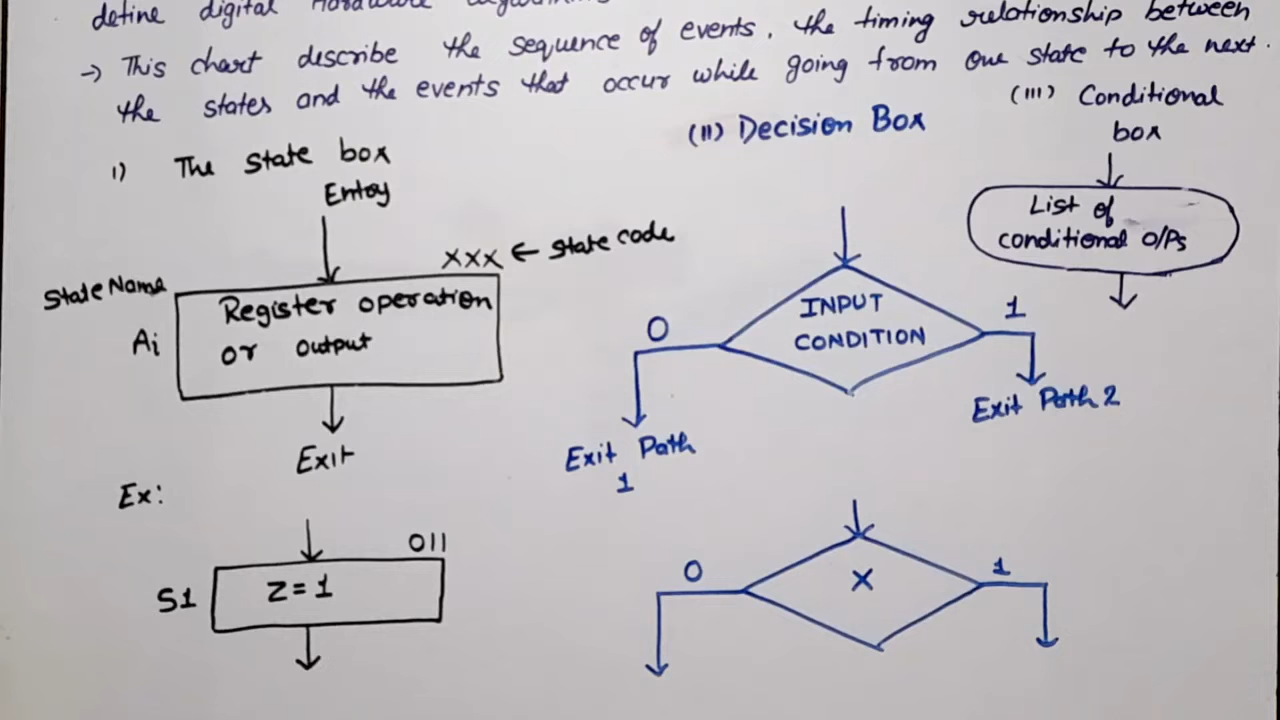 define digital Hardware
→ This chart describe the sequence of events, the timing relationship between
the states and the events that occur while going from one state to the next.
1) The state box
Entry
State Name
XXX ← state code
Ai
Register operation
or output
Exit
Ex:
011
S1
Z = 1
(II) Decision Box
INPUT
CONDITION
0
1
Exit Path
1
Exit Path 2
0
X
1
(III) Conditional
box
List of
conditional O/Ps